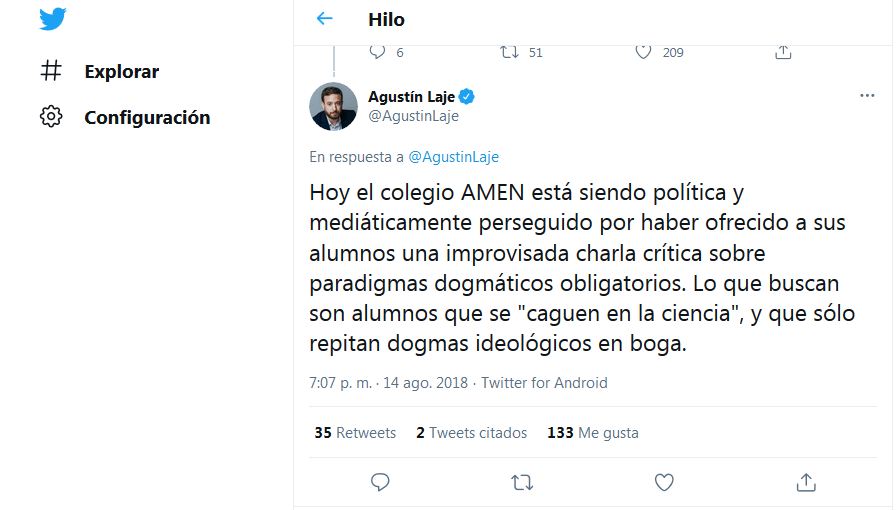 Hilo
6 51 209
Explorar
Configuración
Agustín Laje
@AgustinLaje
En respuesta a @AgustinLaje
Hoy el colegio AMEN está siendo política y
mediáticamente perseguido por haber ofrecido a sus
alumnos una improvisada charla crítica sobre
paradigmas dogmáticos obligatorios. Lo que buscan
son alumnos que se "caguen en la ciencia", y que sólo
repitan dogmas ideológicos en boga.
7:07 p. m. · 14 ago. 2018 · Twitter for Android
35 Retweets 2 Tweets citados 133 Me gusta